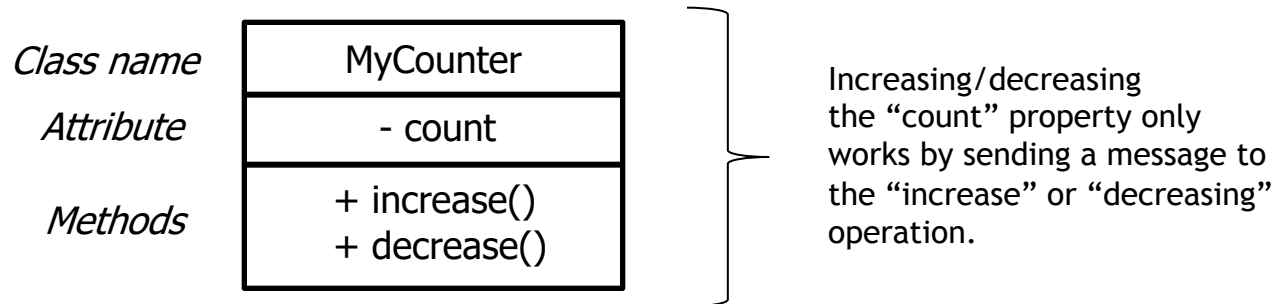 Class name
MyCounter
Attribute
- count
Methods
+ increase()
+ decrease()
Increasing/decreasing
the “count” property only
works by sending a message to
the “increase” or “decreasing”
operation.